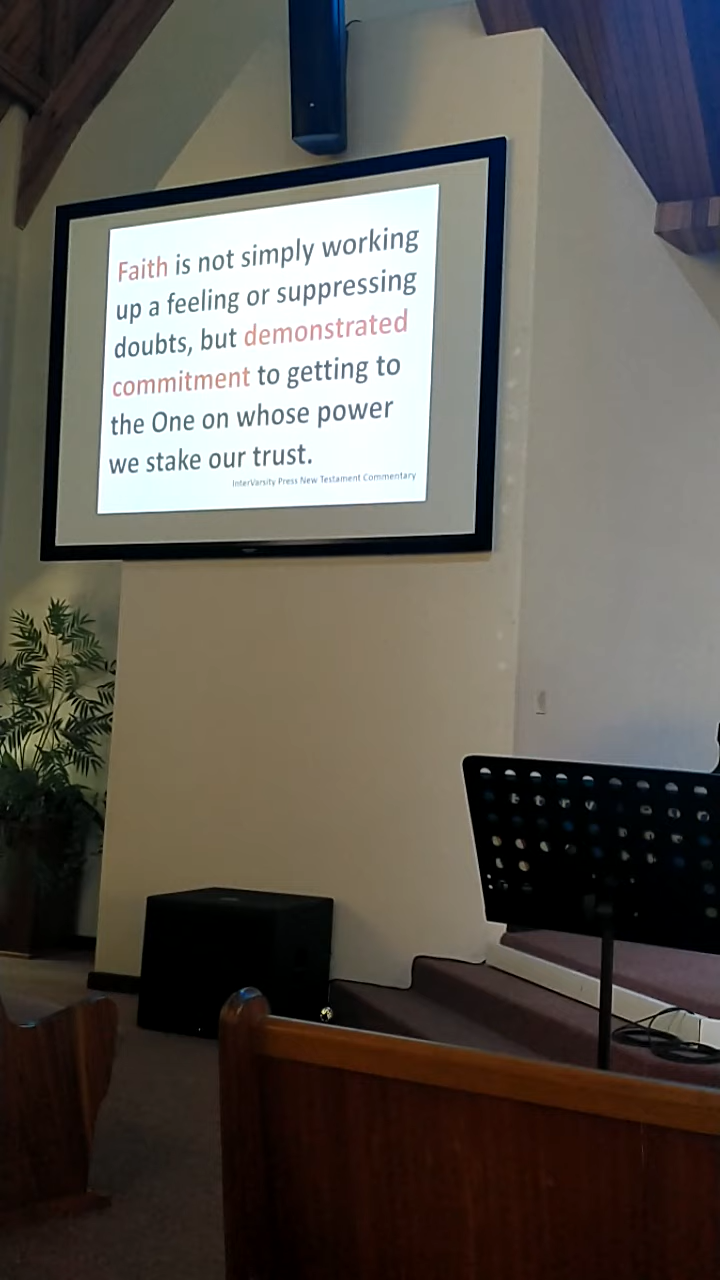 Faith is not simply working
up a feeling or suppressing
doubts, but demonstrated
commitment to getting to
the One on whose power
we stake our trust.
InterVarsity Press New Testament Commentary